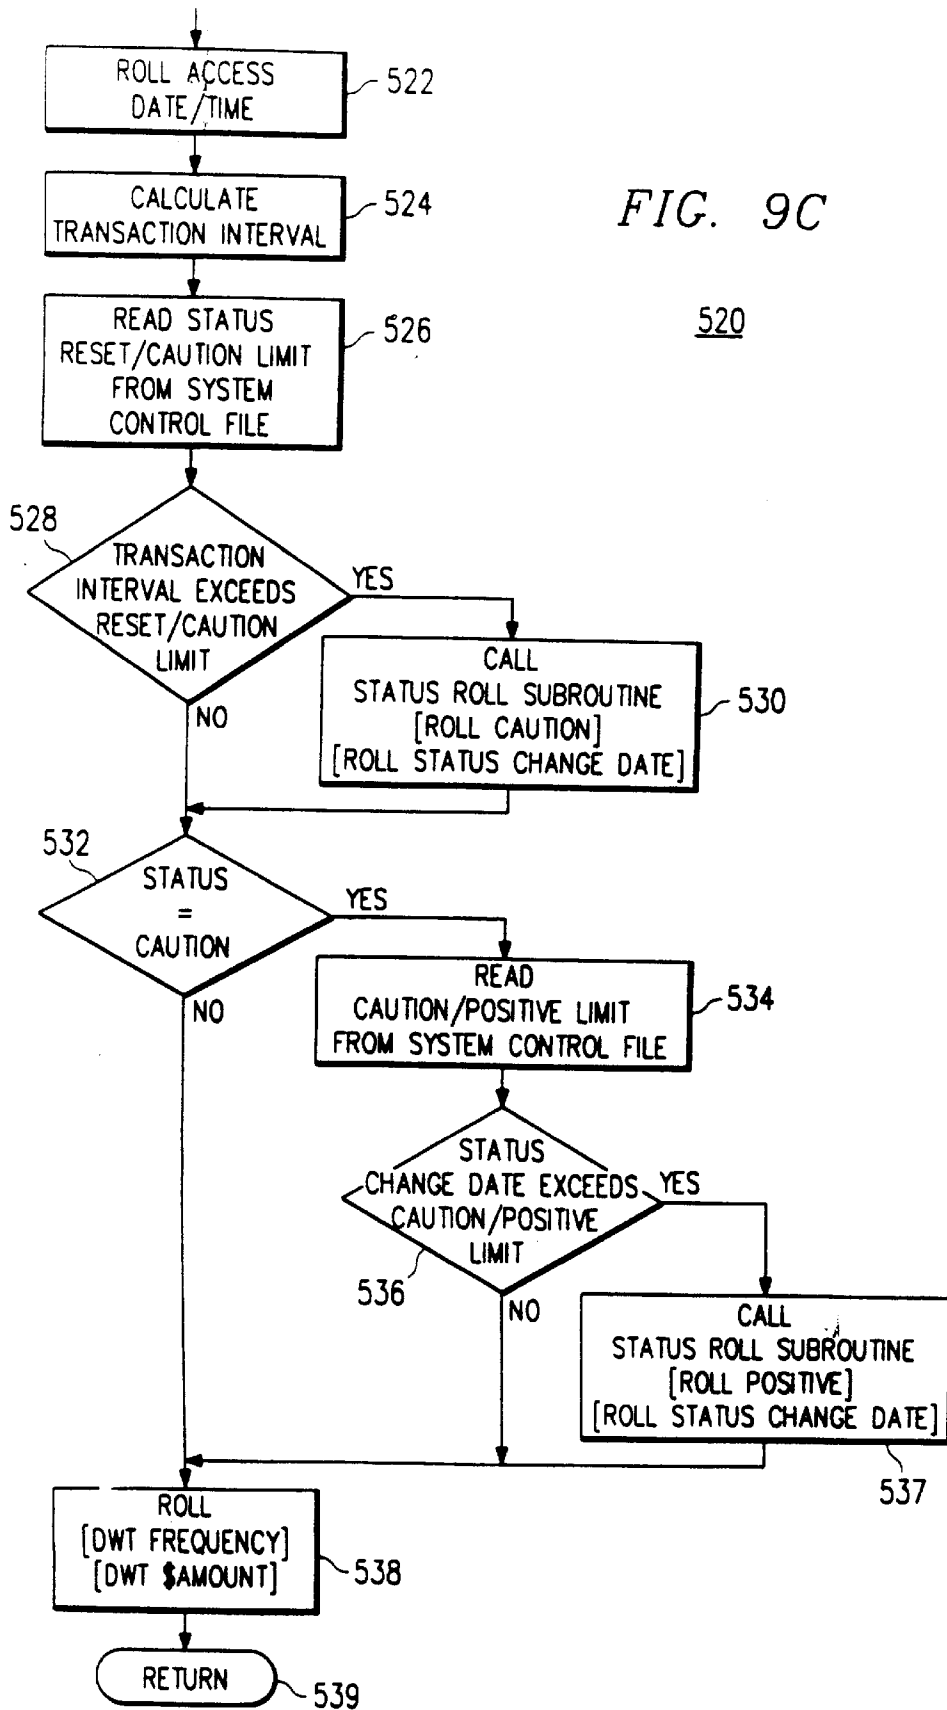 ROLL ACCESS
DATE/TIME
522
CALCULATE
TRANSACTION INTERVAL
524
FIG. 9C
READ STATUS
RESET/CAUTION LIMIT
FROM SYSTEM
CONTROL FILE
526
520
528
TRANSACTION
INTERVAL EXCEEDS
RESET/CAUTION
LIMIT
YES
NO
CALL
STATUS ROLL SUBROUTINE
[ROLL CAUTION]
[ROLL STATUS CHANGE DATE]
530
532
STATUS
=
CAUTION
YES
NO
READ
CAUTION/POSITIVE LIMIT
FROM SYSTEM CONTROL FILE
534
STATUS
CHANGE DATE EXCEEDS
CAUTION/POSITIVE
LIMIT
YES
536
NO
CALL
STATUS ROLL SUBROUTINE
[ROLL POSITIVE]
[ROLL STATUS CHANGE DATE]
537
ROLL
[DWT FREQUENCY]
[DWT $AMOUNT]
538
RETURN
539